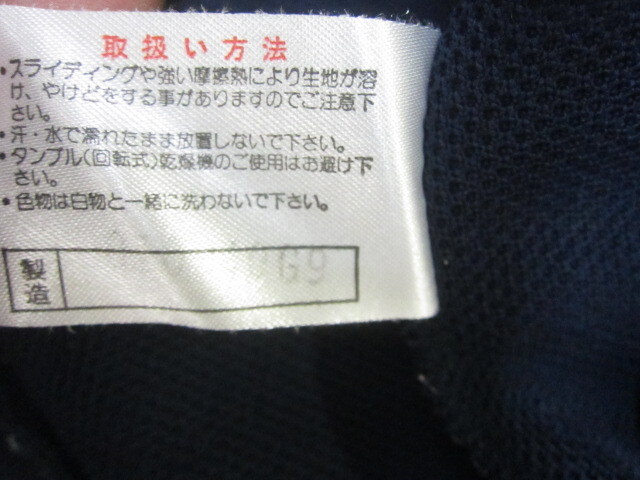 取扱い方法
・スライディングや強い摩擦熱により生地が溶
け、やけどをする事がありますのでご注意下
さい。
・汗・水で濡れたまま放置しないで下さい。
・タンブル(回転式)乾燥機のご使用はお避け下
さい。
・色物は白物と一緒に洗わないで下さい。
製造